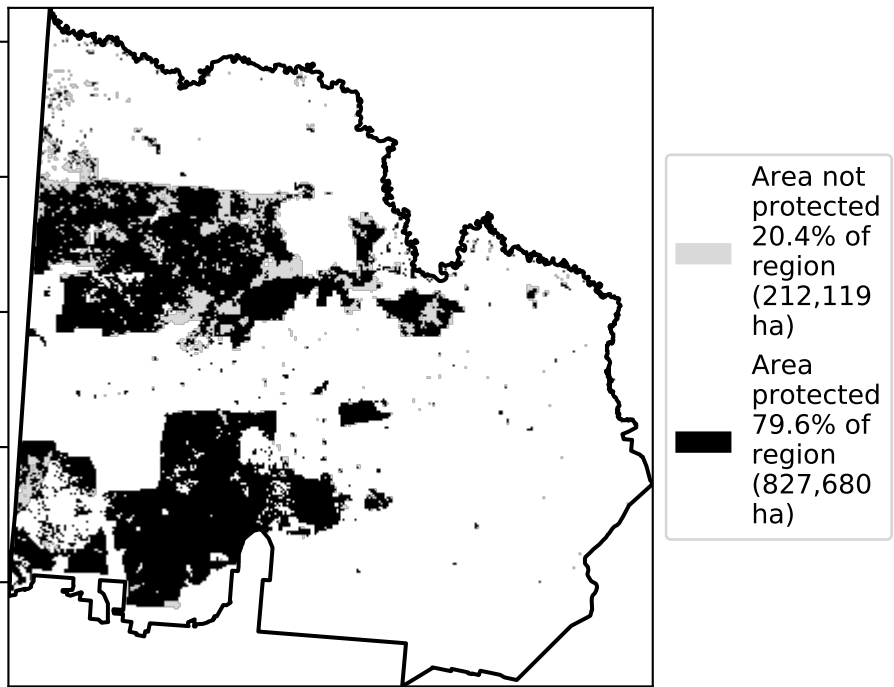 Area not
protected
20.4% of
region
(212,119
ha)
Area
protected
79.6% of
region
(827,680
ha)